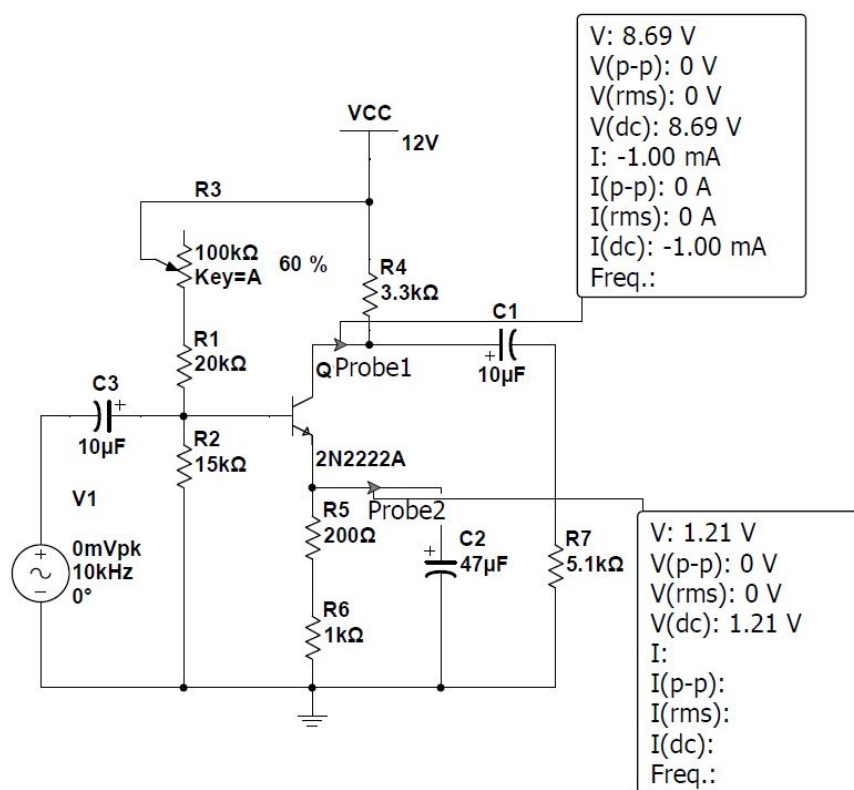 V: 8.69 V
V(p-p): 0 V
V(rms): 0 V
V(dc): 8.69 V
I: -1.00 mA
I(p-p): 0 A
I(rms): 0 A
I(dc): -1.00 mA
Freq.:
VCC
12V
R3
100kΩ
Key=A
60 %
R4
3.3kΩ
C1
10µF
R1
20kΩ
Q
Probe1
C3
10µF
R2
15kΩ
2N2222A
V1
0mVpk
10kHz
0°
Probe2
R5
200Ω
C2
47µF
R7
5.1kΩ
R6
1kΩ
V: 1.21 V
V(p-p): 0 V
V(rms): 0 V
V(dc): 1.21 V
I:
I(p-p):
I(rms):
I(dc):
Freq.: